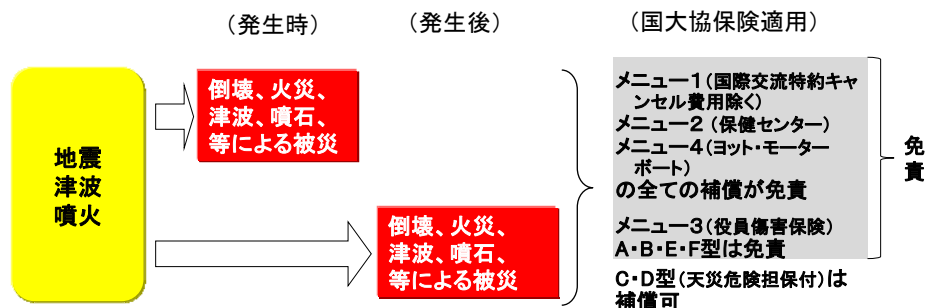 (発生時)
(発生後)
(国大協保険適用)
地震
津波
噴火
倒壊、火災、
津波、噴石、
等による被災
倒壊、火災、
津波、噴石、
等による被災
メニュー1(国際交流特約キャ
ンセル費用除く)
メニュー2 (保健センター)
メニュー4(ヨット・モーター
ボート)
の全ての補償が免責
メニュー3(役員傷害保険)
A・B・E・F型は免責
C・D型(天災危険担保付)は
補償可
免
責